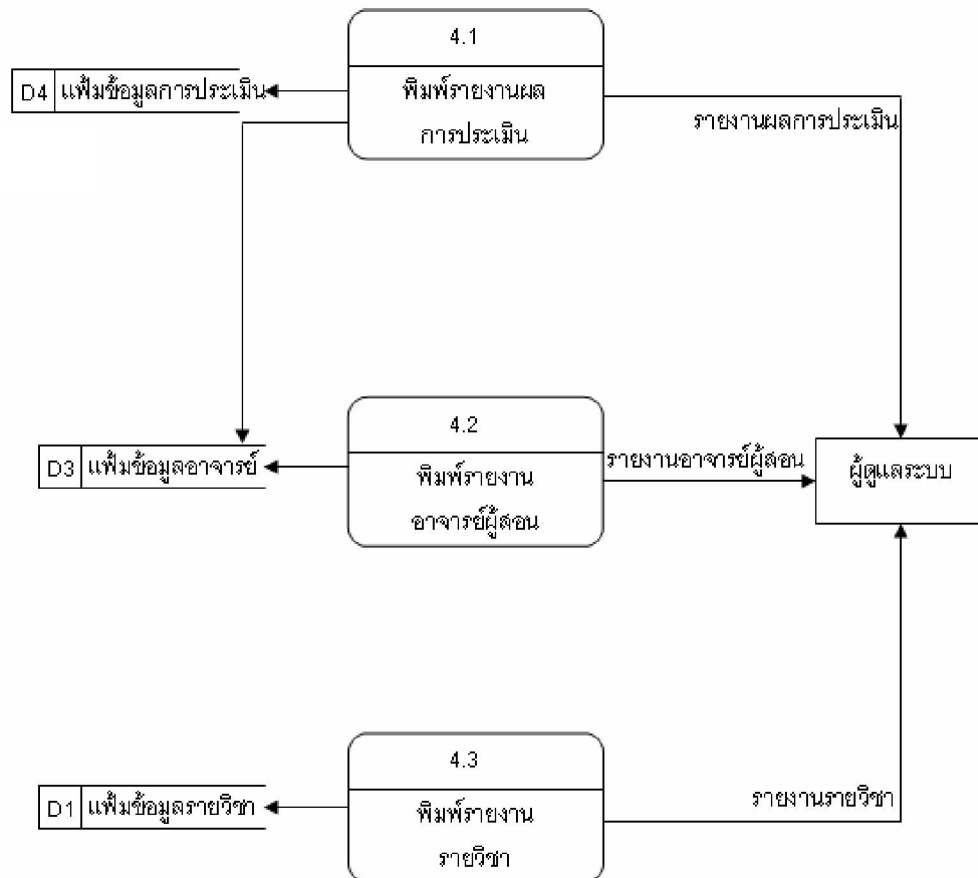 4.1
D4 แฟ้มข้อมูลการประเมิน
พิมพ์รายงานผล
การประเมิน
รายงานผลการประเมิน
4.2
D3 แฟ้มข้อมูลอาจารย์
พิมพ์รายงาน
อาจารย์ผู้สอน
รายงานอาจารย์ผู้สอน
ผู้ดูแลระบบ
4.3
D1 แฟ้มข้อมูลรายวิชา
พิมพ์รายงาน
รายวิชา
รายงานรายวิชา